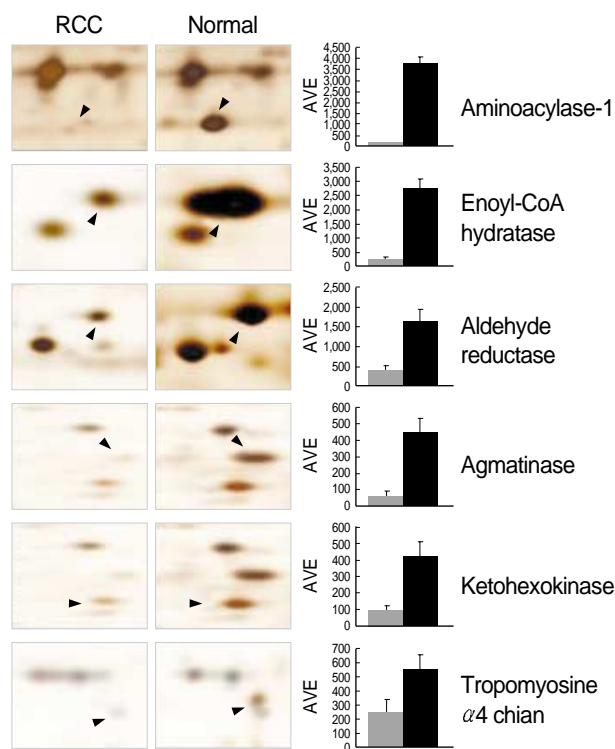 RCC Normal
AVE
4,500
4,000
3,500
3,000
2,500
2,000
1,500
1,000
500
0
Aminoacylase-1
AVE
3,500
3,000
2,500
2,000
1,500
1,000
500
0
Enoyl-CoA
hydratase
AVE
2,500
2,000
1,500
1,000
500
0
Aldehyde
reductase
AVE
600
500
400
300
200
100
0
Agmatinase
AVE
600
500
400
300
200
100
0
Ketohexokinase
AVE
700
600
500
400
300
200
100
0
Tropomyosine
α4 chian